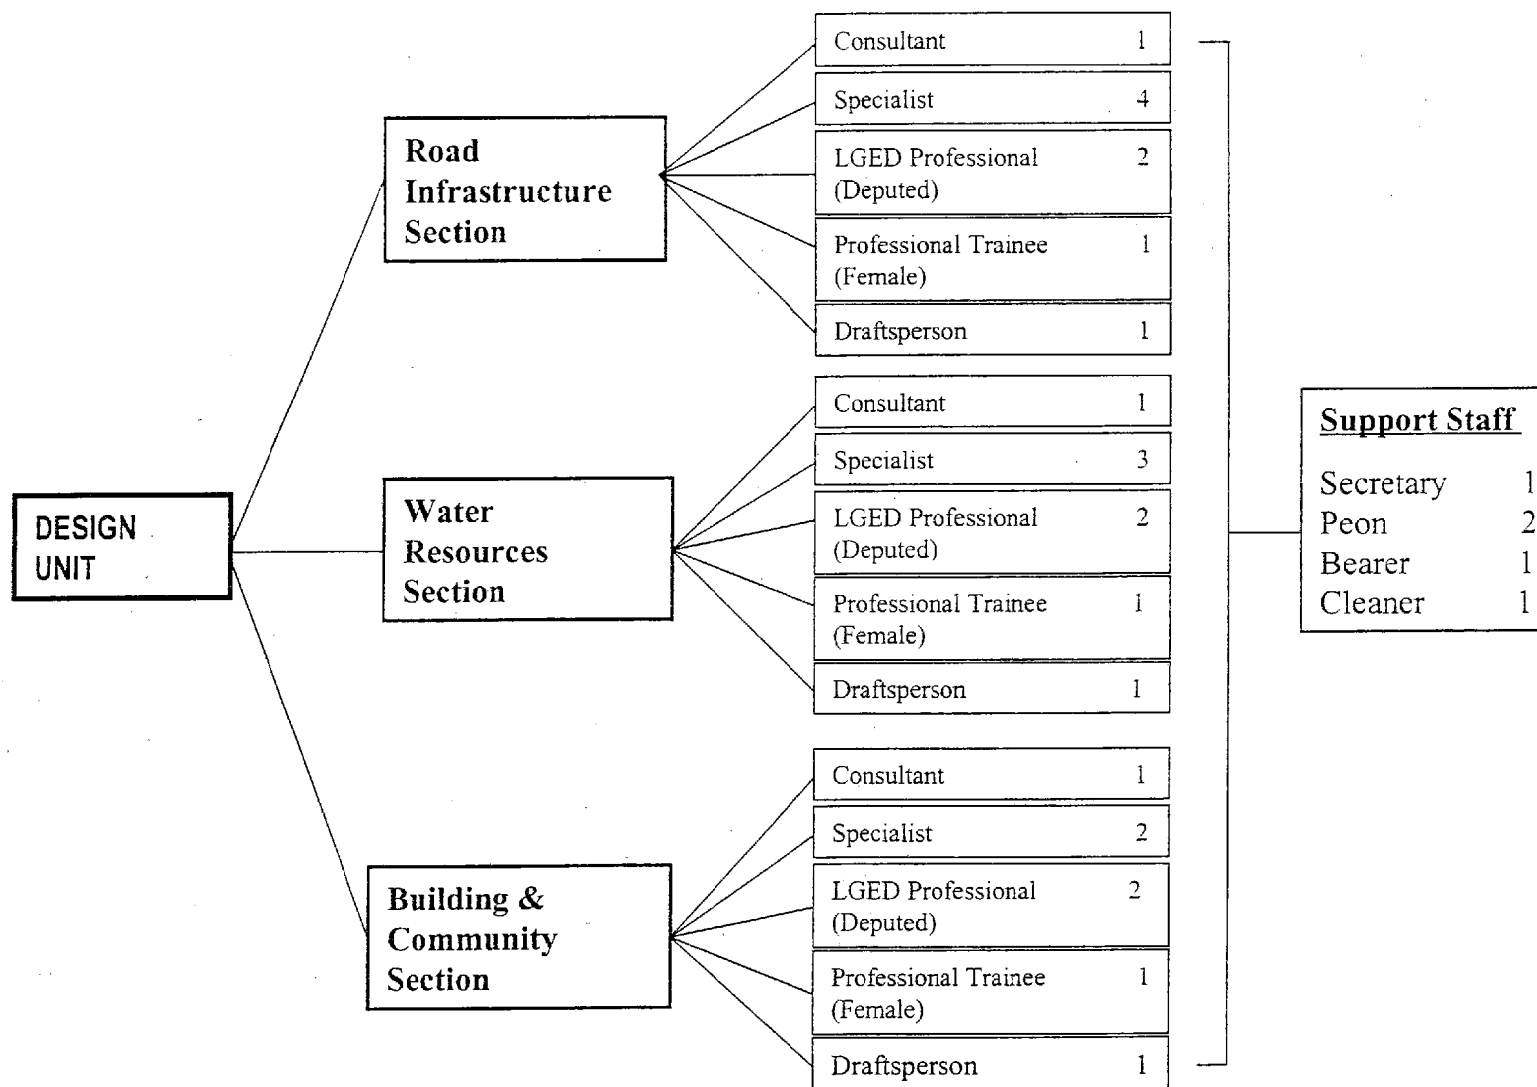 DESIGN
UNIT
Road
Infrastructure
Section
Consultant 1
Specialist 4
LGED Professional 2
(Deputed)
Professional Trainee 1
(Female)
Draftsperson 1
Water
Resources
Section
Consultant 1
Specialist 3
LGED Professional 2
(Deputed)
Professional Trainee 1
(Female)
Draftsperson 1
Building &
Community
Section
Consultant 1
Specialist 2
LGED Professional 2
(Deputed)
Professional Trainee 1
(Female)
Draftsperson 1
Support Staff
Secretary 1
Peon 2
Bearer 1
Cleaner 1